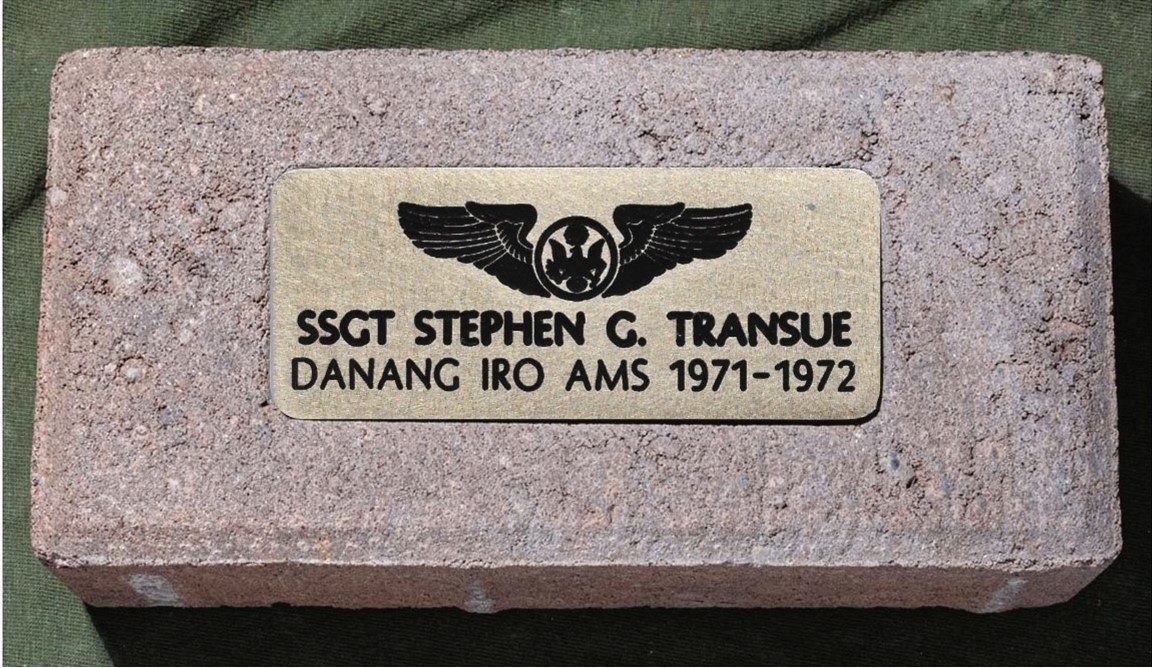 SSGT STEPHEN G. TRANSUE
DANANG IRO AMS 1971-1972